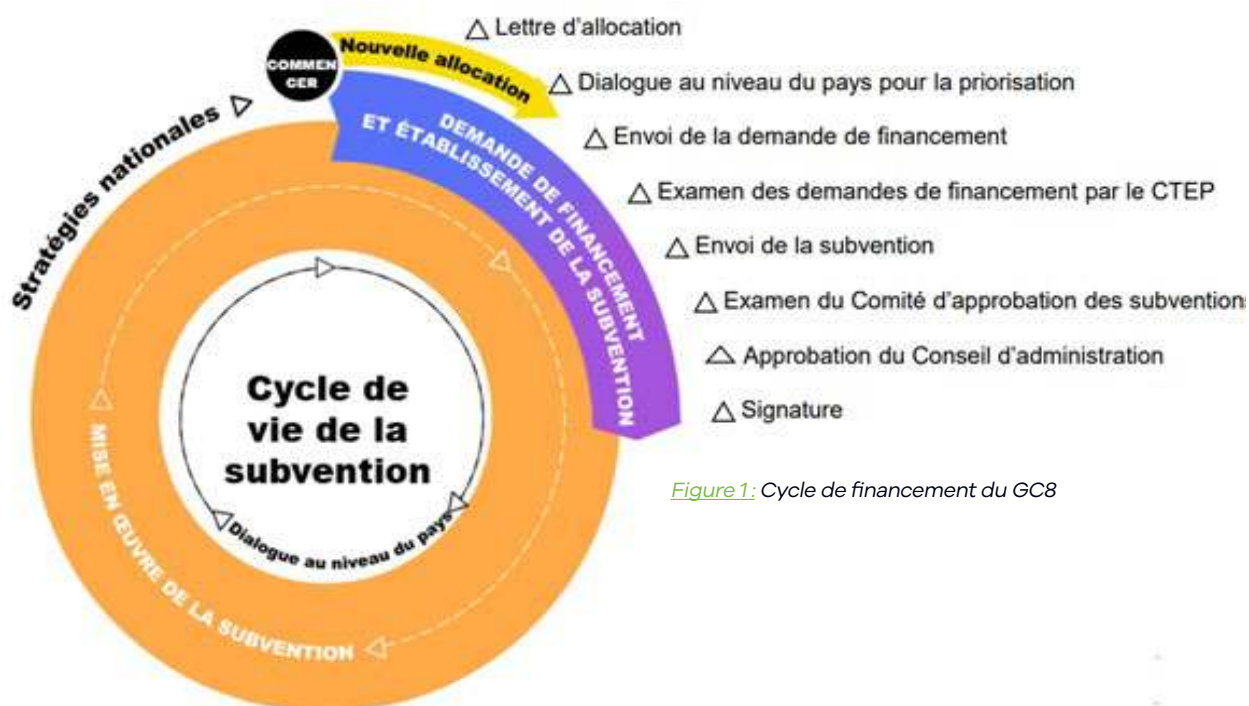 Lettre d'allocation
COMMEN
CER
Nouvelle allocation
Dialogue au niveau du pays pour la priorisation
Stratégies nationales
DEMANDE DE FINANCEMENT
ET ÉTABLISSEMENT DE LA SUBVENTION
Envoi de la demande de financement
Examen des demandes de financement par le CTEP
Envoi de la subvention
Examen du Comité d'approbation des subventions
Approbation du Conseil d'administration
Signature
Cycle de
vie de la
subvention
Dialogue au niveau du pays
MISE EN ŒUVRE DE LA SUBVENTION
Figure 1: Cycle de financement du GC8